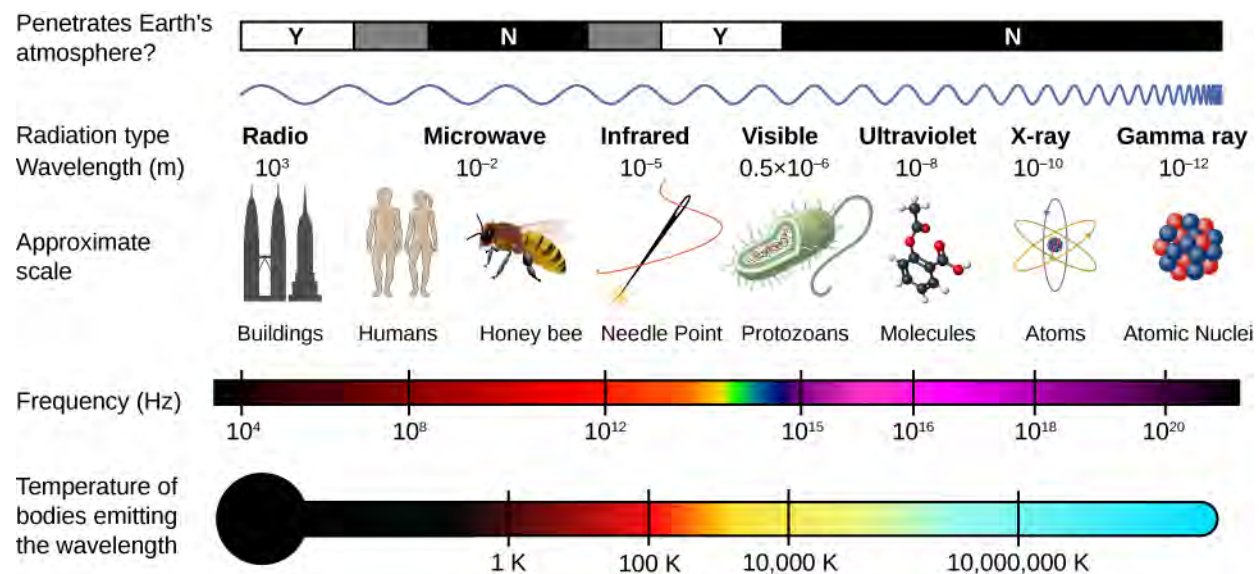 Penetrates Earth's
atmosphere?
Y N Y N
Radiation type Radio Microwave Infrared Visible Ultraviolet X-ray Gamma ray
Wavelength (m) 10³ 10⁻² 10⁻⁵ 0.5×10⁻⁶ 10⁻⁸ 10⁻¹⁰ 10⁻¹²
Approximate
scale
Buildings Humans Honey bee Needle Point Protozoans Molecules Atoms Atomic Nuclei
Frequency (Hz)
10⁴ 10⁸ 10¹² 10¹⁵ 10¹⁶ 10¹⁸ 10²⁰
Temperature of
bodies emitting
the wavelength
1 K 100 K 10,000 K 10,000,000 K